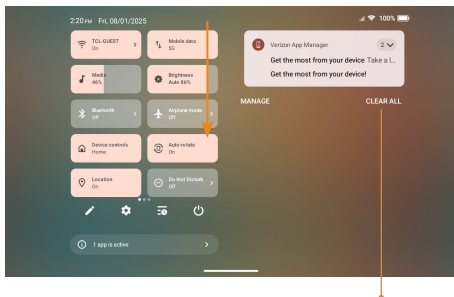 2:20 PM Fri, 08/01/2025
100%
TCL-GUEST
On
Mobile data
5G
Media
46%
Brightness
Auto 86%
Bluetooth
Off
Airplane mode
Off
Device controls
Home
Auto rotate
On
Location
On
Do Not Disturb
Off
1 app is active
Verizon App Manager
2
Get the most from your device Take a l...
Get the most from your device!
MANAGE
CLEAR ALL